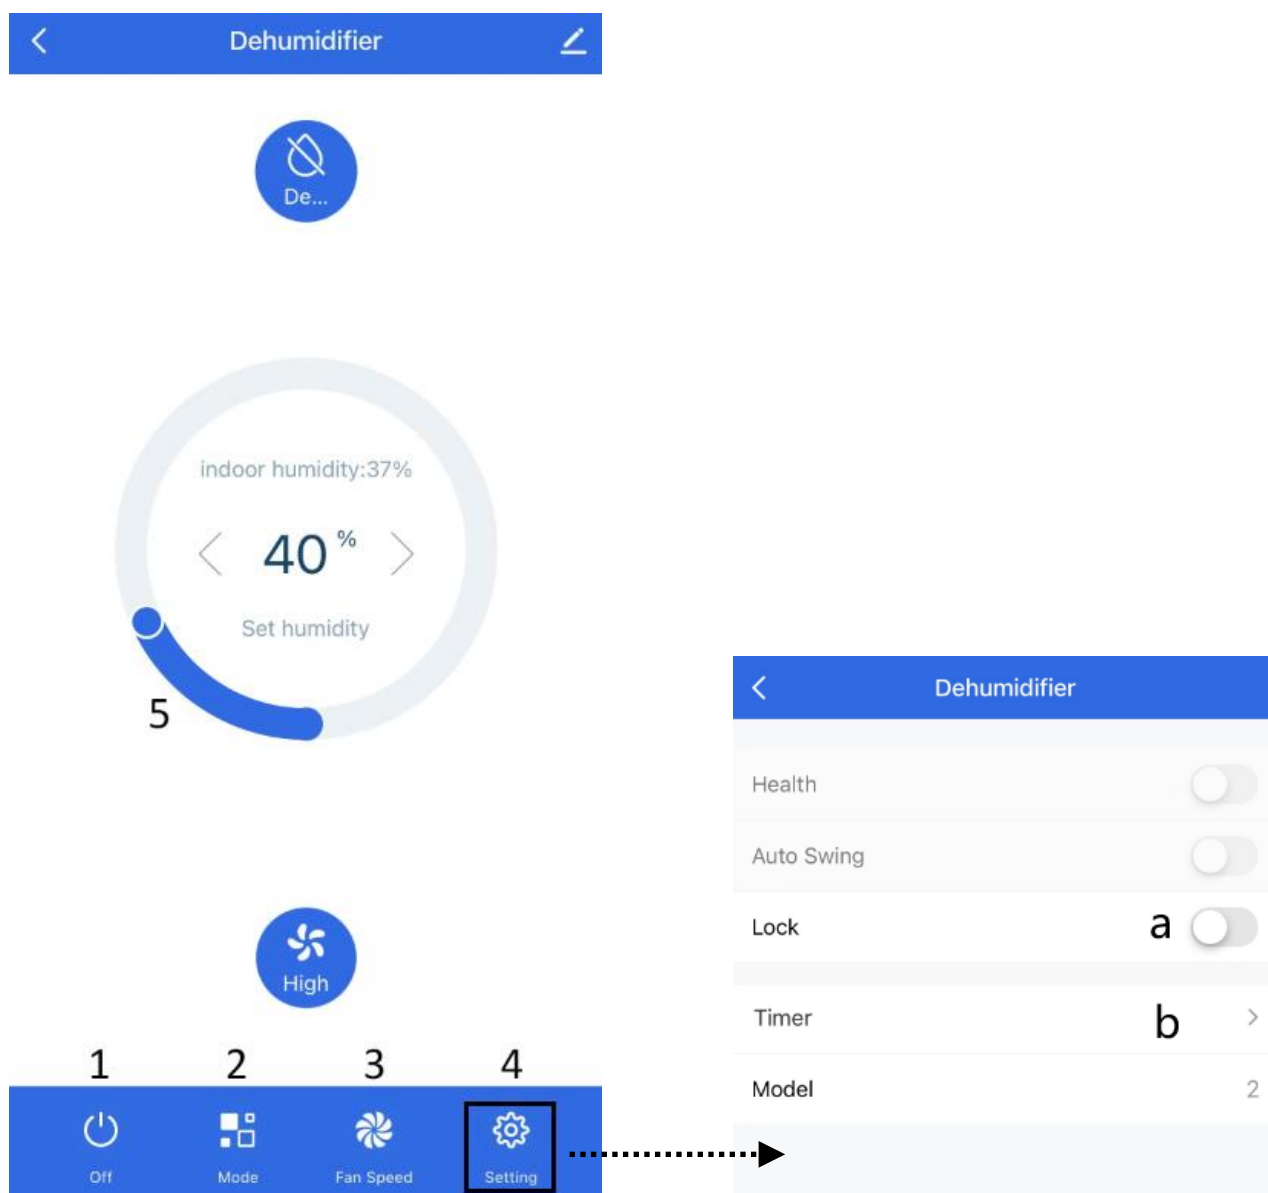 Dehumidifier
De...
indoor humidity:37%
40 %
Set humidity
5
High
1 2 3 4
Off Mode Fan Speed Setting
Dehumidifier
Health
Auto Swing
Lock a
Timer b
Model 2